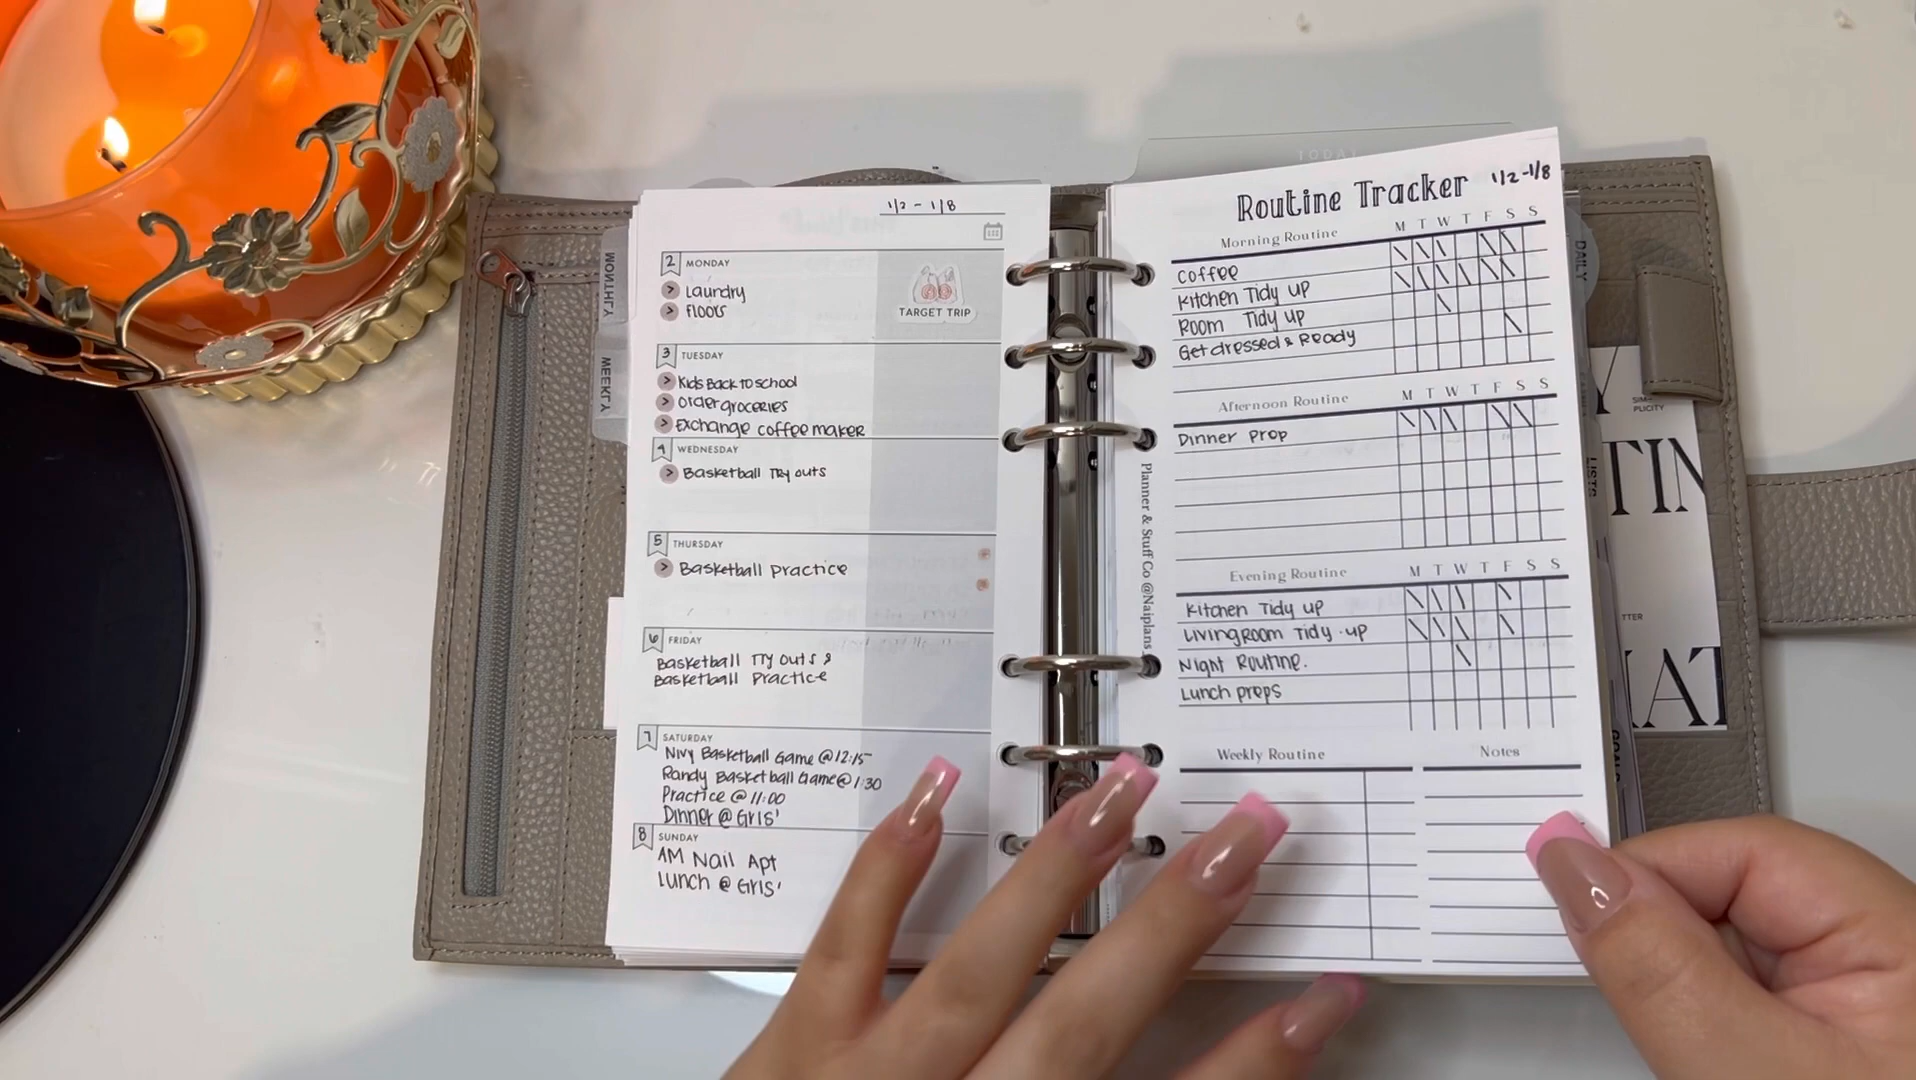 1/2 - 1/8
2 MONDAY
Laundry
Floors
TARGET TRIP
3 TUESDAY
Kids Back to school
order groceries
Exchange coffee maker
4 WEDNESDAY
Basketball Try outs
5 THURSDAY
Basketball practice
6 FRIDAY
Basketball Try outs &
Basketball Practice
7 SATURDAY
Nivy Basketball Game @ 12:15
Randy Basketball Game @ 1:30
Practice @ 11:00
Dinner @ Gris'
8 SUNDAY
AM Nail Apt
Lunch @ Gris'
MONTHLY
WEEKLY
TODAY
Routine Tracker 1/2 - 1/8
Morning Routine M T W T F S S
Coffee
Kitchen Tidy up
Room Tidy up
Get dressed & Ready
Afternoon Routine M T W T F S S
Dinner prep
Evening Routine M T W T F S S
Kitchen Tidy up
Livingroom Tidy-up
Night Routine.
Lunch preps
Weekly Routine
Notes
Planner & Stuff Co @Naiplans
DAILY
LISTS
GOALS
SIM-
PLICITY